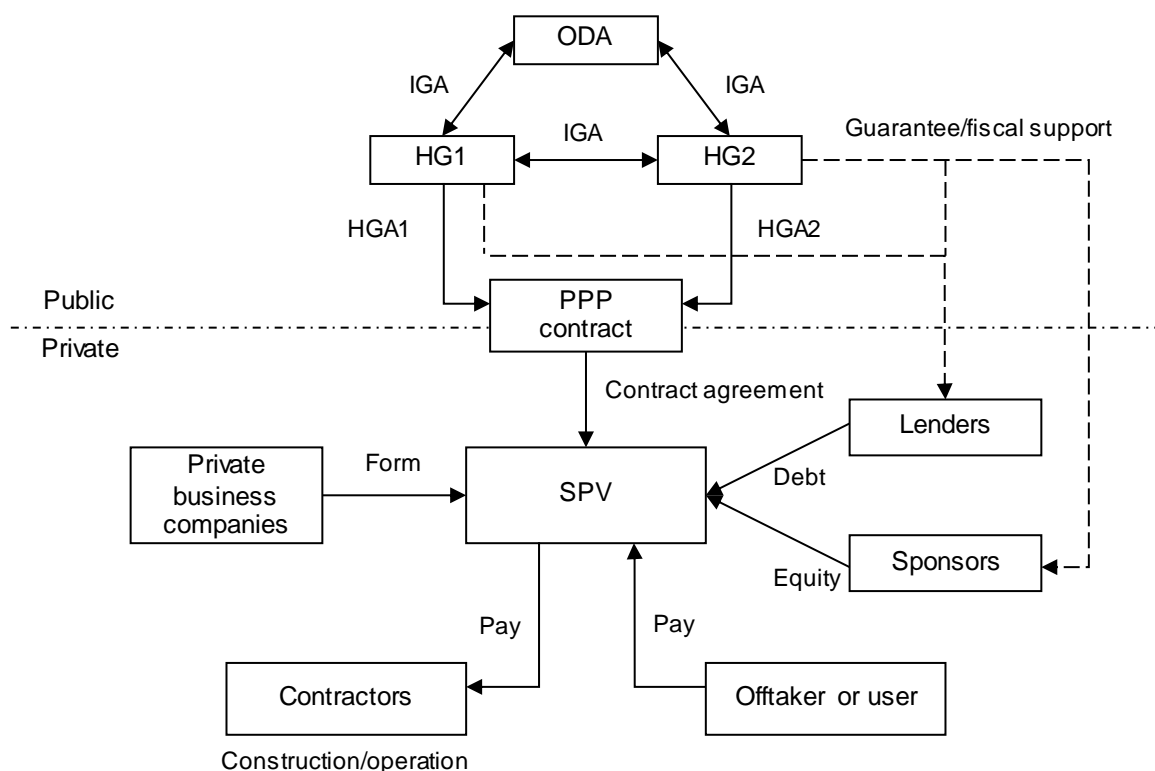 ODA
IGA
IGA
Guarantee/fiscal support
IGA
HG1
HG2
HGA1
HGA2
Public
PPP
contract
Private
Contract agreement
Lenders
Private
business
companies
Form
SPV
Debt
Equity
Sponsors
Pay
Pay
Contractors
Offtaker or user
Construction/operation